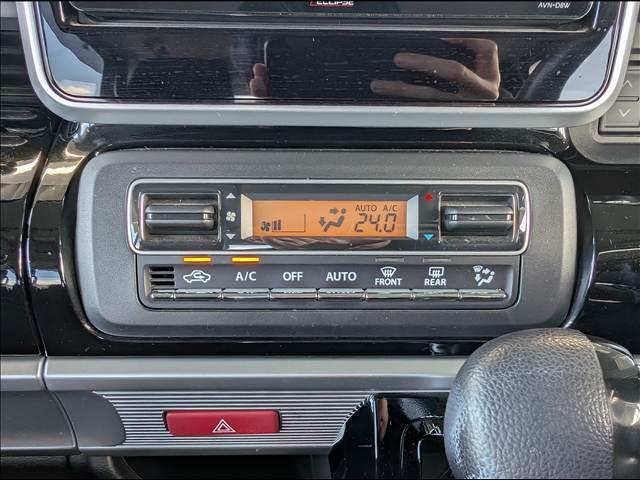 ECLIPSE
AVN•D8W
AUTO A/C
24.0
A/C OFF AUTO FRONT REAR